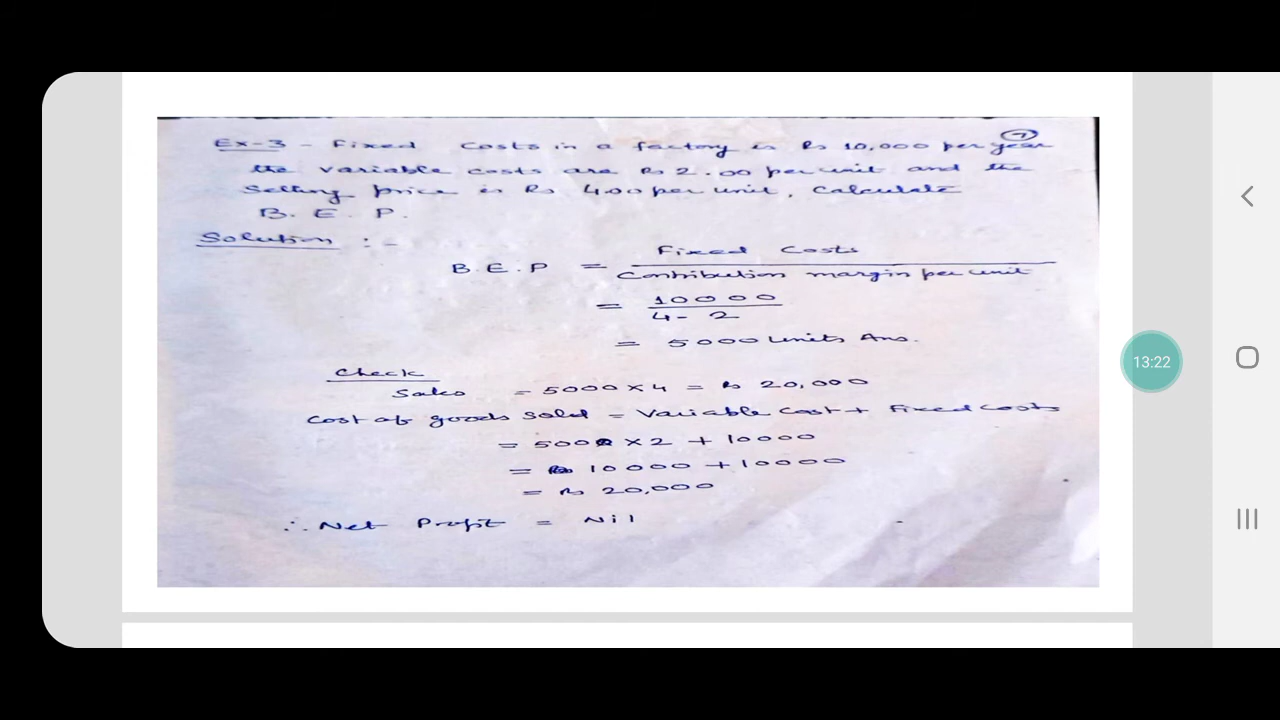 7
Ex-3 - Fixed Costs in a factory is Rs 10,000 per year
the variable costs are Rs 2.00 per unit and the
Selling price is Rs 4.00 per unit, Calculate
B. E. P.
Solution :-
Fixed Costs
B.E.P = Contribution margin per unit
= 10000
4 - 2
= 5000 Units Ans.
Check
Sales = 5000 × 4 = Rs 20,000
Cost of goods sold = Variable Cost + Fixed Costs
= 5000 × 2 + 10000
= Rs 10000 + 10000
= Rs 20,000
∴ Net Profit = Nil
13:22